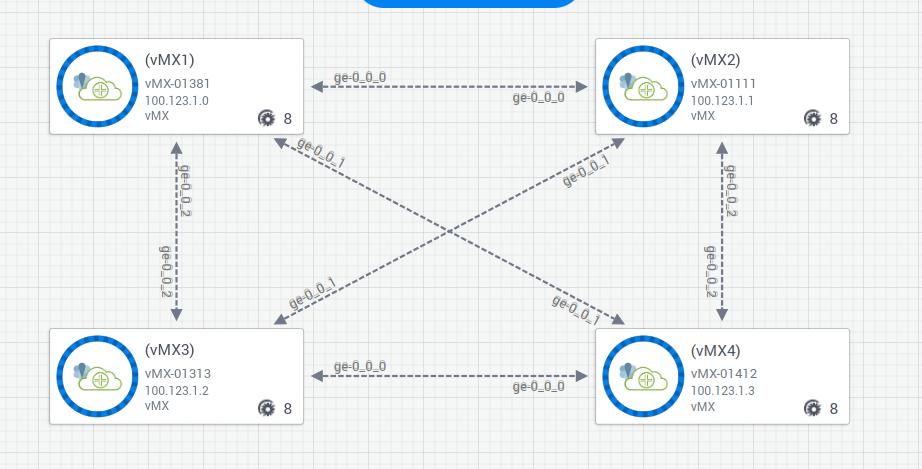 (vMX1)
vMX-01381
100.123.1.0
vMX
8
ge-0_0_0
ge-0_0_0
(vMX2)
vMX-01111
100.123.1.1
vMX
8
ge-0_0_1
ge-0_0_1
ge-0_0_2
ge-0_0_2
ge-0_0_2
ge-0_0_2
ge-0_0_1
ge-0_0_1
(vMX3)
vMX-01313
100.123.1.2
vMX
8
ge-0_0_0
ge-0_0_0
(vMX4)
vMX-01412
100.123.1.3
vMX
8